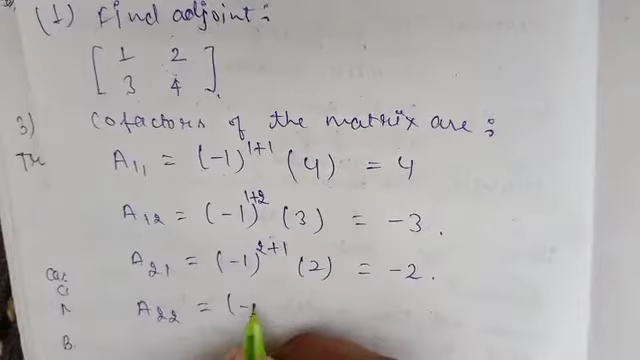 (1) Find adjoint:
[ 1 2
3 4 ].
3) Cofactors of the matrix are:
A₁₁ = (-1)¹⁺¹ (4) = 4
A₁₂ = (-1)¹⁺² (3) = -3.
A₂₁ = (-1)²⁺¹ (2) = -2.
A₂₂ = (-1